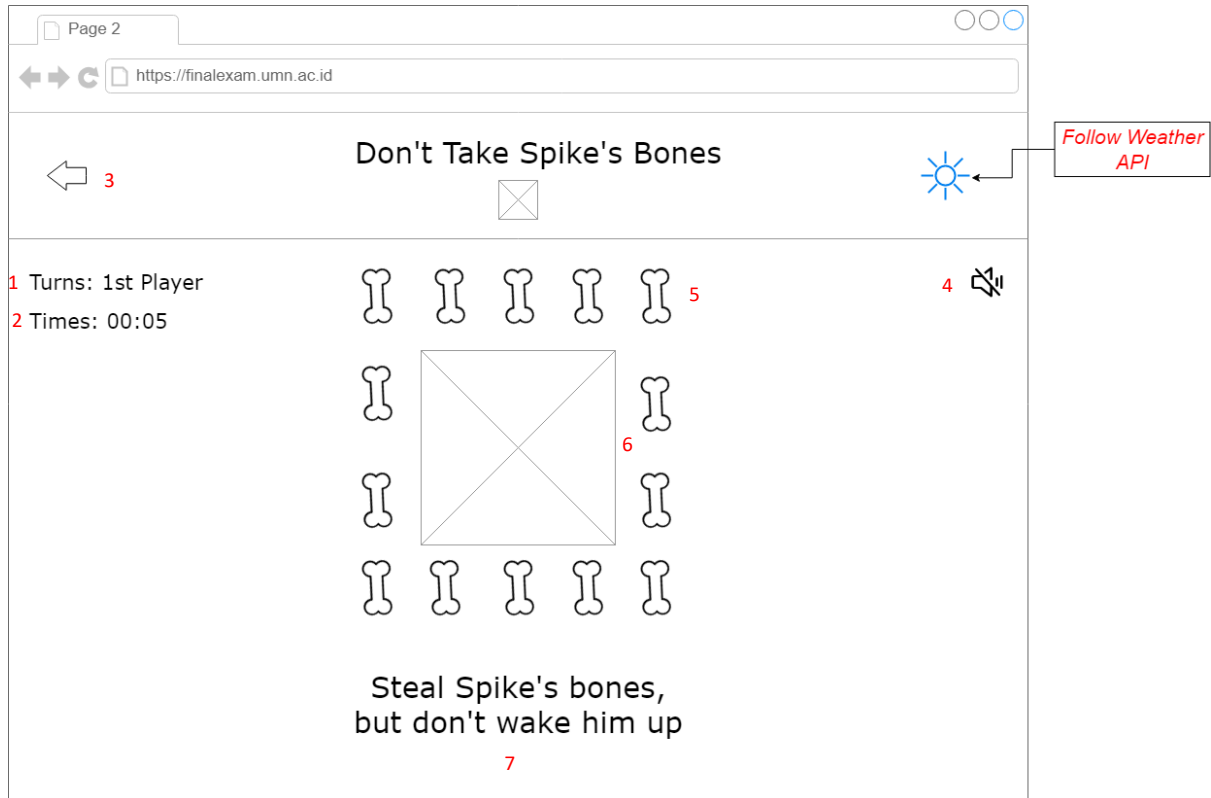 Page 2
https://finalexam.umn.ac.id
Don't Take Spike's Bones
3
Follow Weather
API
1 Turns: 1st Player
2 Times: 00:05
5
4
6
Steal Spike's bones,
but don't wake him up
7